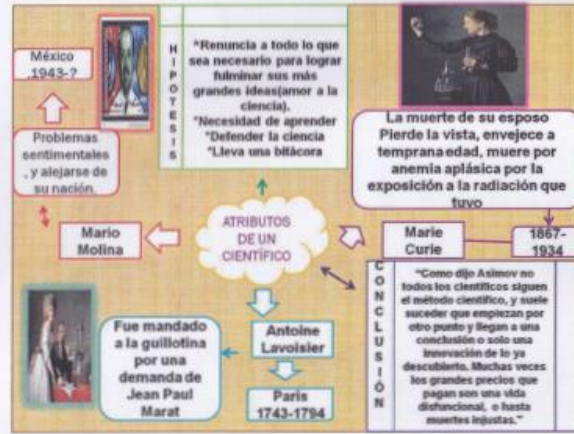 México
,1943-?
Problemas
sentimentales
, y alejarse de
su nación.
Mario
Molina
HIPOTESIS
*Renuncia a todo lo que
sea necesario para lograr
fulminar sus más
grandes ideas(amor a la
ciencia).
*Necesidad de aprender
*Defender la ciencia
*Lleva una bitácora
La muerte de su esposo
Pierde la vista, envejece a
temprana edad, muere por
anemia aplásica por la
exposición a la radiación que
tuvo
ATRIBUTOS
DE UN
CIENTÍFICO
Marie
Curie
1867-
1934
Fue mandado
a la guillotina
por una
demanda de
Jean Paul
Marat
Antoine
Lavoisier
Paris
1743-1794
CONCLUSIÓN
"Como dijo Asimov no
todos los científicos siguen
el método científico, y suele
suceder que empiezan por
otro punto y llegan a una
conclusión o solo una
innovación de lo ya
descubierto. Muchas veces
los grandes precios que
pagan son una vida
disfuncional, o hasta
muertes injustas."